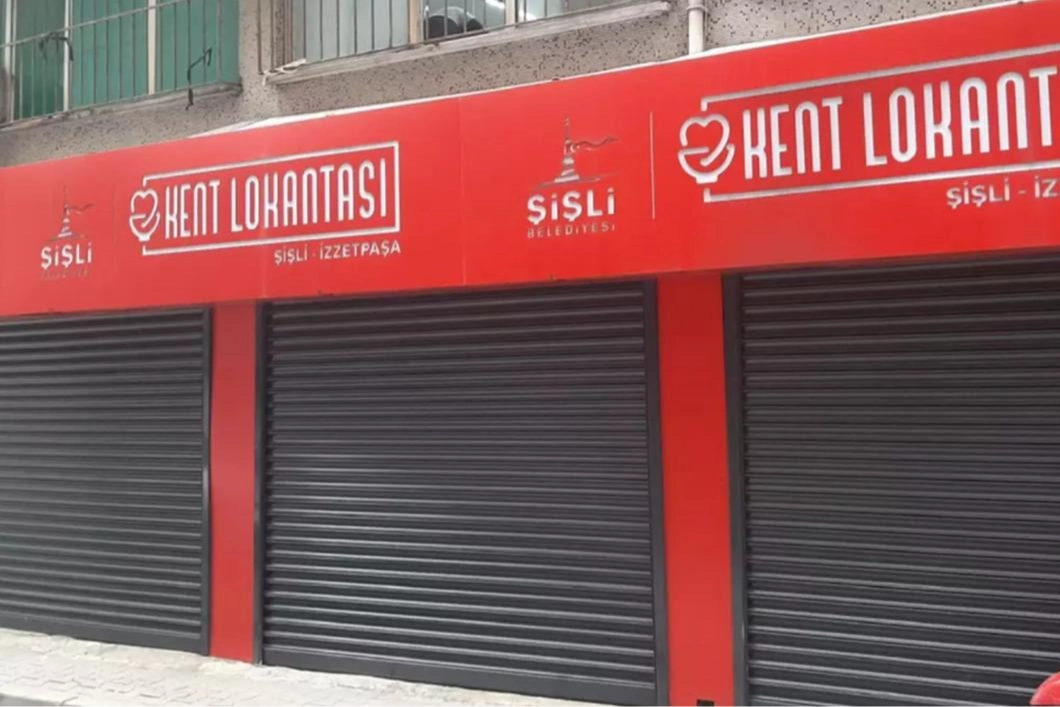 ŞİŞLİ
KENT LOKANTASI
ŞİŞLİ - İZZETPAŞA
ŞİŞLİ
BELEDİYESİ
KENT LOKANT
ŞİŞLİ - İZ